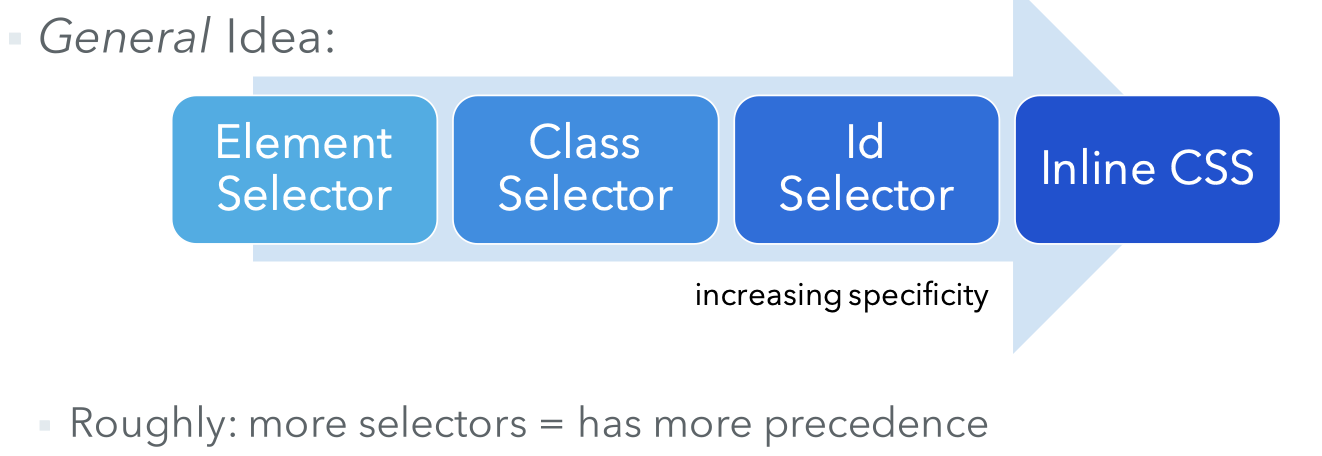 General Idea:
Element
Selector
Class
Selector
Id
Selector
Inline CSS
increasing specificity
Roughly: more selectors = has more precedence